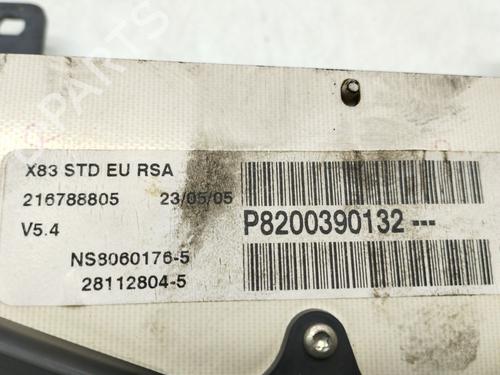 X83 STD EU RSA
216788805 23/05/05
V5.4
P8200390132---
NS8060176-5
28112804-5